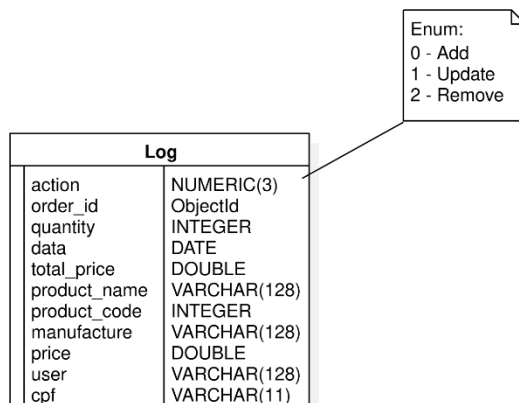 Enum:
0 - Add
1 - Update
2 - Remove
Log
action NUMERIC(3)
order_id ObjectId
quantity INTEGER
data DATE
total_price DOUBLE
product_name VARCHAR(128)
product_code INTEGER
manufacture VARCHAR(128)
price DOUBLE
user VARCHAR(128)
cpf VARCHAR(11)